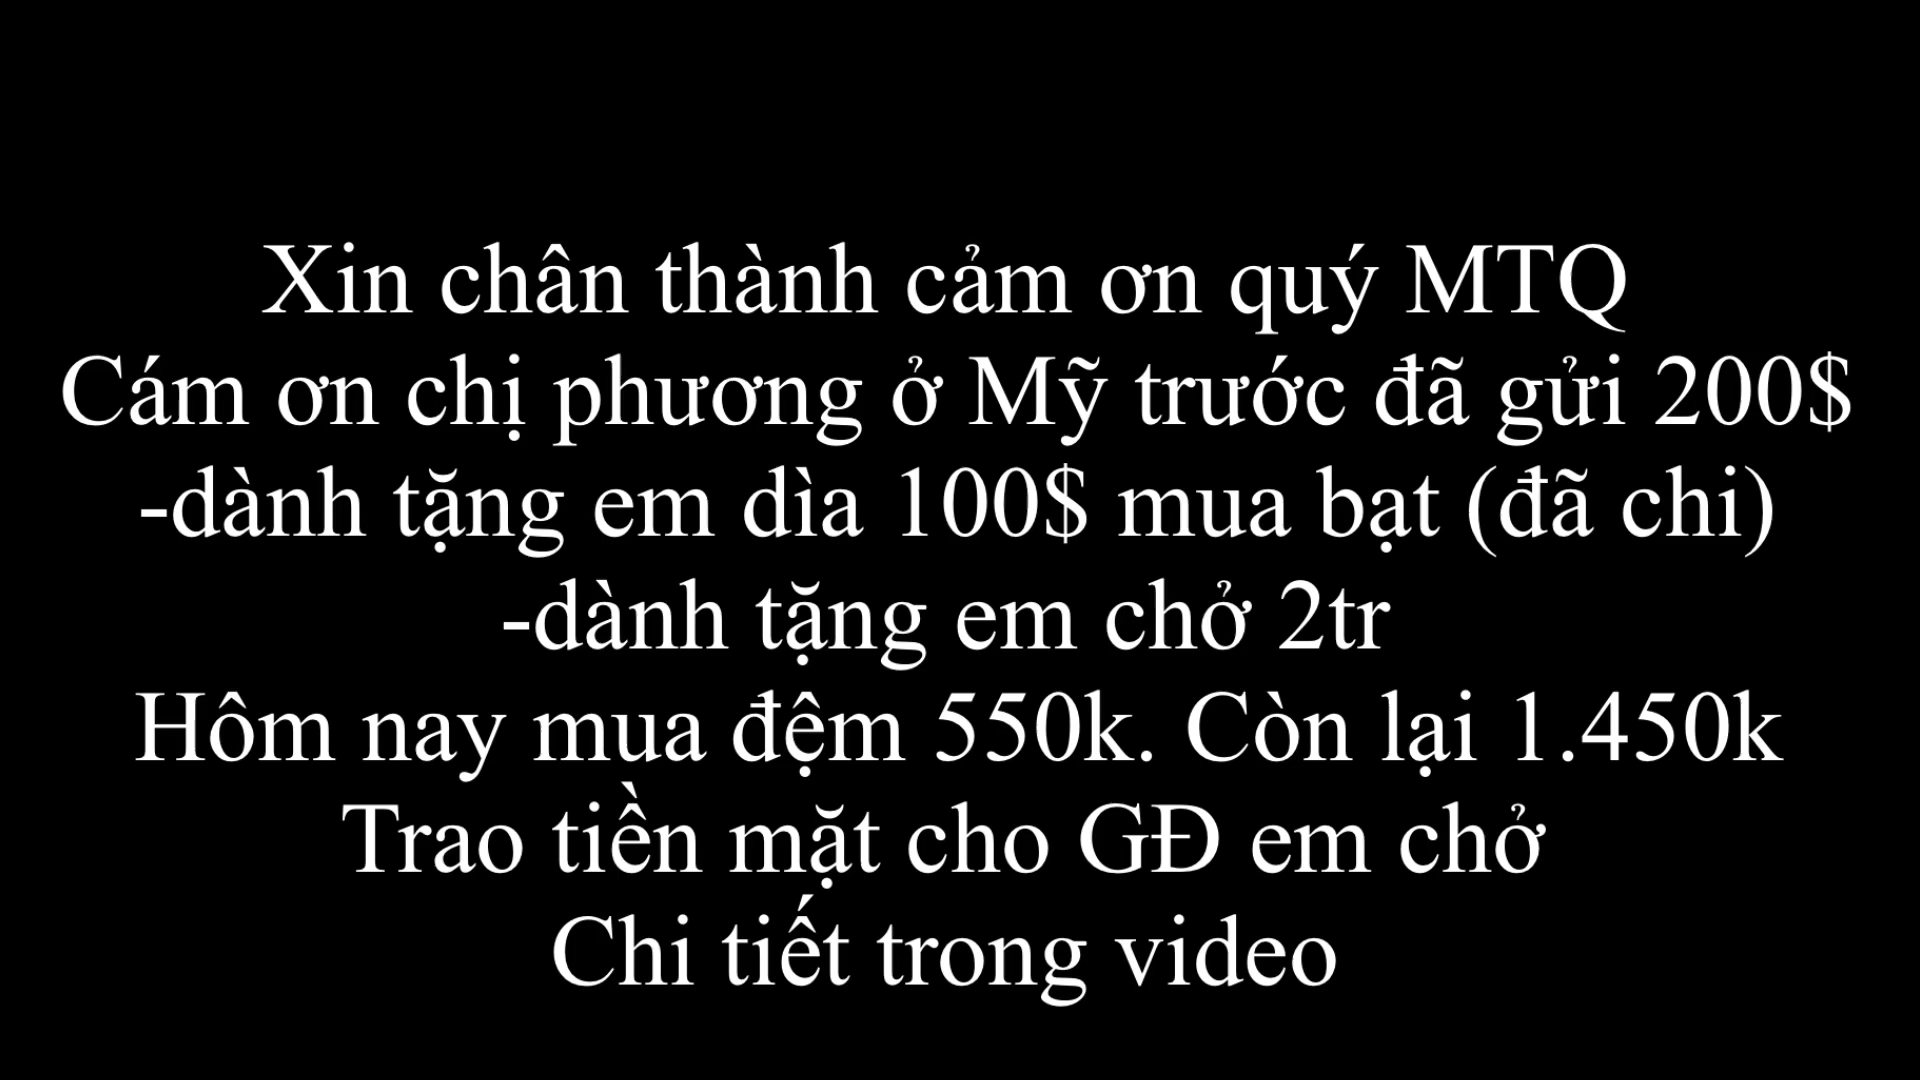 Xin chân thành cảm ơn quý MTQ
Cám ơn chị phương ở Mỹ trước đã gửi 200$
-dành tặng em dìa 100$ mua bạt (đã chi)
-dành tặng em chở 2tr
Hôm nay mua đệm 550k. Còn lại 1.450k
Trao tiền mặt cho GĐ em chở
Chi tiết trong video